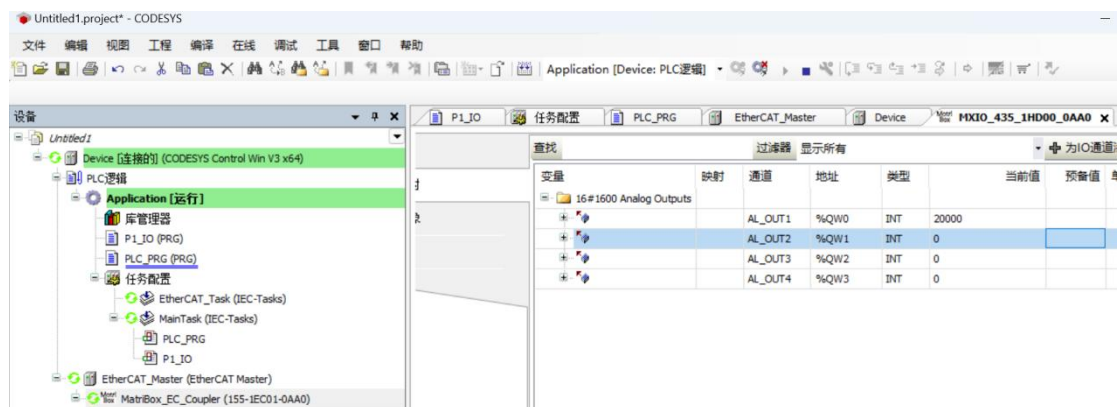 Untitled1.project* - CODESYS
文件 编辑 视图 工程 编译 在线 调试 工具 窗口 帮助
Application [Device: PLC逻辑]
设备
P1_IO 任务配置 PLC_PRG EtherCAT_Master Device MXIO_435_1HD00_0AA0
Untitled1
Device [连接的] (CODESYS Control Win V3 x64)
PLC逻辑
Application [运行]
库管理器
P1_IO (PRG)
PLC_PRG (PRG)
任务配置
EtherCAT_Task (IEC-Tasks)
MainTask (IEC-Tasks)
PLC_PRG
P1_IO
EtherCAT_Master (EtherCAT Master)
MatriBox_EC_Coupler (155-1EC01-0AA0)
查找 过滤器 显示所有 为IO通道
变量 映射 通道 地址 类型 当前值 预备值
16#1600 Analog Outputs
AL_OUT1 %QW0 INT 20000
AL_OUT2 %QW1 INT 0
AL_OUT3 %QW2 INT 0
AL_OUT4 %QW3 INT 0